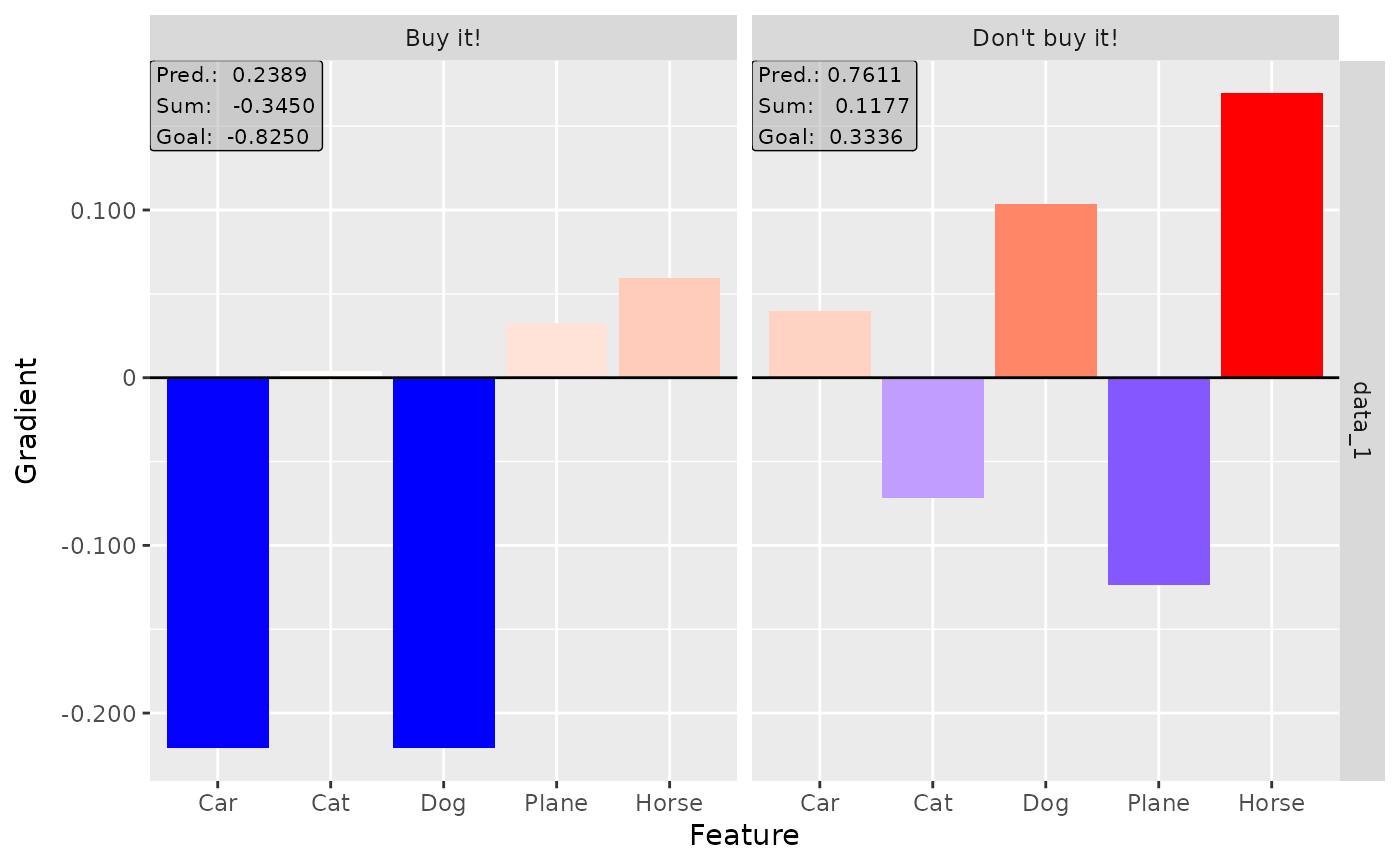 Buy it!
Don't buy it!
Pred.: 0.2389
Sum: -0.3450
Goal: -0.8250
Pred.: 0.7611
Sum: 0.1177
Goal: 0.3336
0.100
0
-0.100
-0.200
Gradient
data_1
Car Cat Dog Plane Horse
Car Cat Dog Plane Horse
Feature